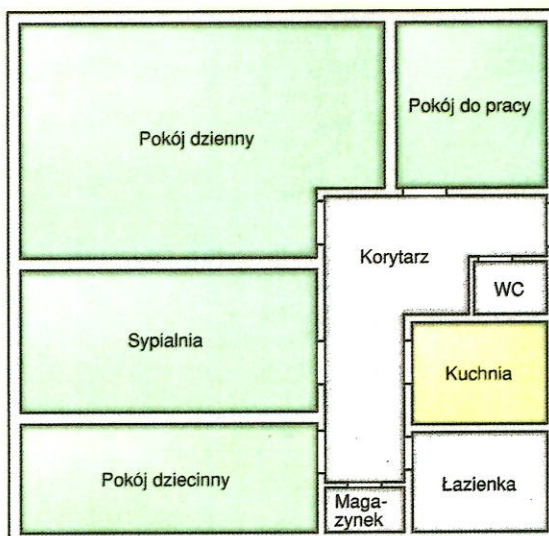 Pokój dzienny
Pokój do pracy
Korytarz
WC
Sypialnia
Kuchnia
Pokój dziecinny
Maga-
zynek
Łazienka